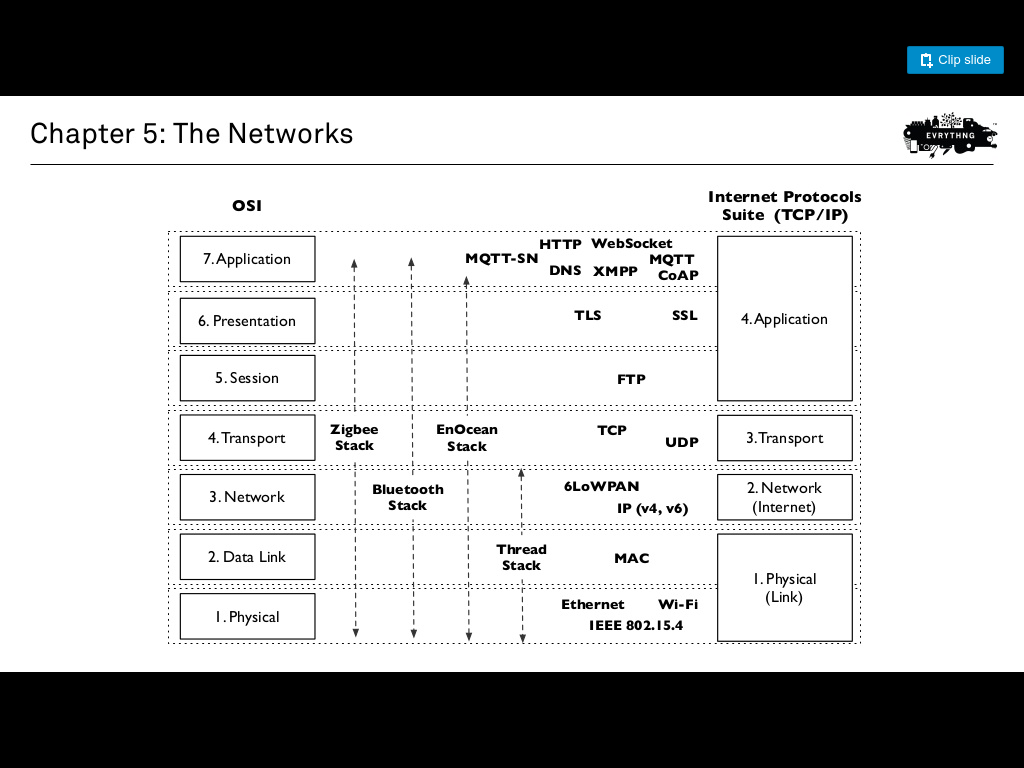 Clip slide
Chapter 5: The Networks
EVRYTHNG
OSI
Internet Protocols
Suite (TCP/IP)
7. Application
HTTP WebSocket
MQTT-SN
MQTT
DNS XMPP
CoAP
4. Application
6. Presentation
TLS SSL
5. Session
FTP
4. Transport
Zigbee
Stack
EnOcean
Stack
TCP
UDP
3. Transport
3. Network
Bluetooth
Stack
6LoWPAN
IP (v4, v6)
2. Network
(Internet)
2. Data Link
Thread
Stack
MAC
1. Physical
(Link)
1. Physical
Ethernet Wi-Fi
IEEE 802.15.4